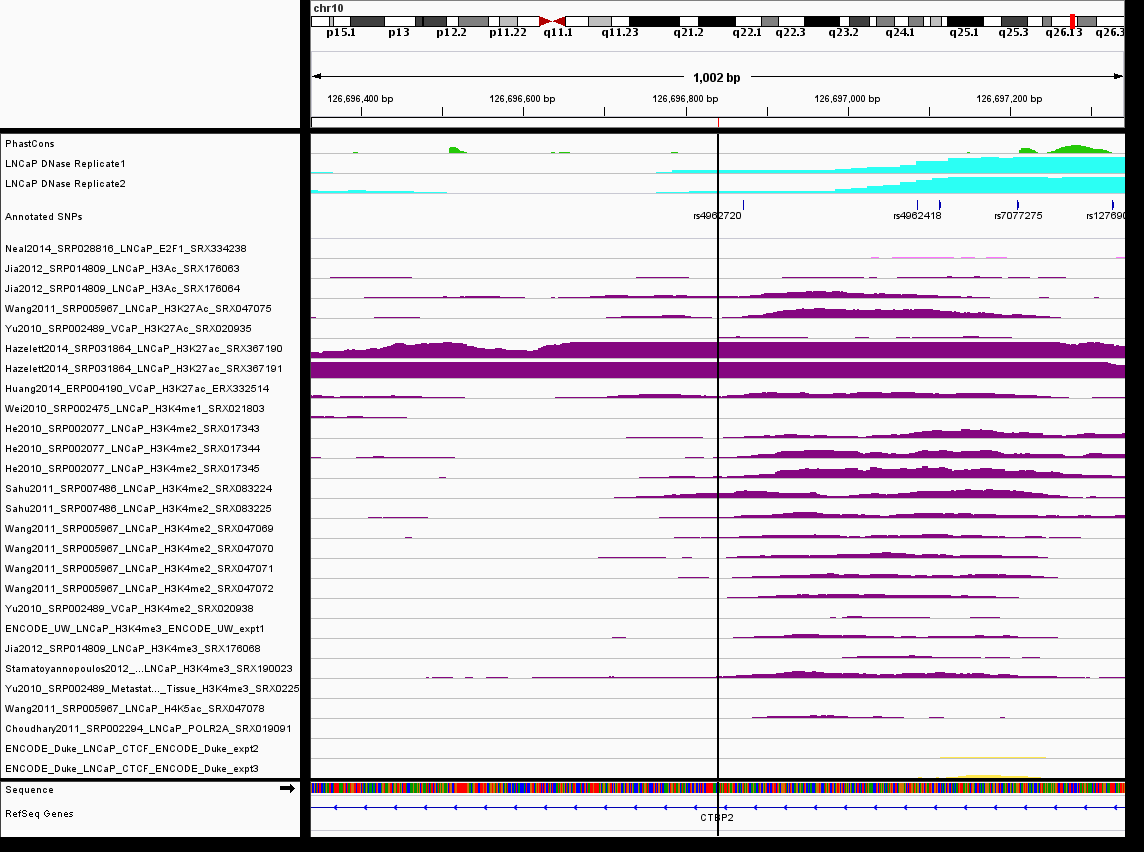 chr10
p15.1 p13 p12.2 p11.22 q11.1 q11.23 q21.2 q22.1 q22.3 q23.2 q24.1 q25.1 q25.3 q26.13 q26.3
1,002 bp
126,696,400 bp 126,696,600 bp 126,696,800 bp 126,697,000 bp 126,697,200 bp
PhastCons
LNCaP DNase Replicate1
LNCaP DNase Replicate2
Annotated SNPs
rs4962720 rs4962418 rs7077275 rs127690
Neal2014_SRP028816_LNCaP_E2F1_SRX334238
Jia2012_SRP014809_LNCaP_H3Ac_SRX176063
Jia2012_SRP014809_LNCaP_H3Ac_SRX176064
Wang2011_SRP005967_LNCaP_H3K27Ac_SRX047075
Yu2010_SRP002489_VCaP_H3K27Ac_SRX020935
Hazelett2014_SRP031864_LNCaP_H3K27ac_SRX367190
Hazelett2014_SRP031864_LNCaP_H3K27ac_SRX367191
Huang2014_ERP004190_VCaP_H3K27ac_ERX332514
Wei2010_SRP002475_LNCaP_H3K4me1_SRX021803
He2010_SRP002077_LNCaP_H3K4me2_SRX017343
He2010_SRP002077_LNCaP_H3K4me2_SRX017344
He2010_SRP002077_LNCaP_H3K4me2_SRX017345
Sahu2011_SRP007486_LNCaP_H3K4me2_SRX083224
Sahu2011_SRP007486_LNCaP_H3K4me2_SRX083225
Wang2011_SRP005967_LNCaP_H3K4me2_SRX047069
Wang2011_SRP005967_LNCaP_H3K4me2_SRX047070
Wang2011_SRP005967_LNCaP_H3K4me2_SRX047071
Wang2011_SRP005967_LNCaP_H3K4me2_SRX047072
Yu2010_SRP002489_VCaP_H3K4me2_SRX020938
ENCODE_UW_LNCaP_H3K4me3_ENCODE_UW_expt1
Jia2012_SRP014809_LNCaP_H3K4me3_SRX176068
Stamatoyannopoulos2012_...LNCaP_H3K4me3_SRX190023
Yu2010_SRP002489_Metastat..._Tissue_H3K4me3_SRX0225
Wang2011_SRP005967_LNCaP_H4K5ac_SRX047078
Choudhary2011_SRP002294_LNCaP_POLR2A_SRX019091
ENCODE_Duke_LNCaP_CTCF_ENCODE_Duke_expt2
ENCODE_Duke_LNCaP_CTCF_ENCODE_Duke_expt3
Sequence
RefSeq Genes
CTBP2